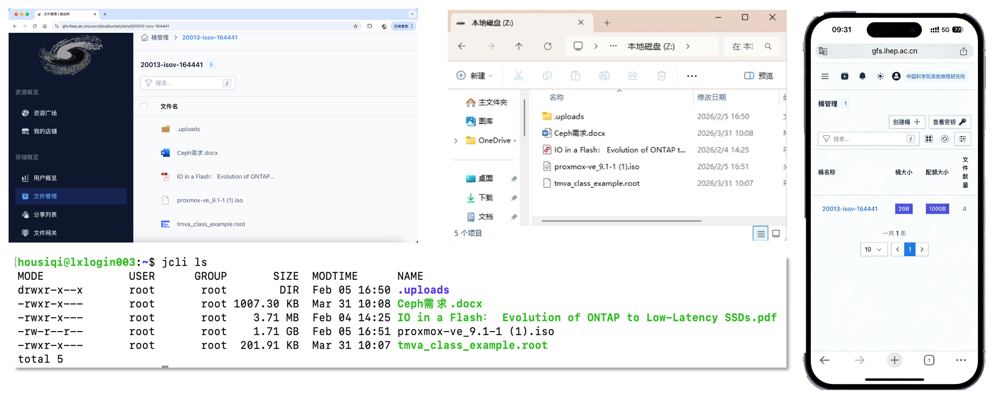 文件管理 | 高能所
gfs.ihep.ac.cn/user/data/bucket/detail/20013-isov-164441
完成更新
桶管理 > 20013-isov-164441
20013-isov-164441 5
搜索... /
文件名
.uploads
Ceph需求.docx
IO in a Flash： Evolution of ONTAP...
proxmox-ve_9.1-1 (1).iso
tmva_class_example.root
资源概览
资源广场
我的店铺
存储概览
用户概览
文件管理
分享列表
文件网关
本地磁盘 (Z:)
本地磁盘 (Z:)
新建
预览
名称 修改日期
.uploads 2026/2/5 16:50
Ceph需求.docx 2026/3/31 10:08
IO in a Flash： Evolution of ONTAP t... 2026/2/4 14:25
proxmox-ve_9.1-1 (1).iso 2026/2/5 16:51
tmva_class_example.root 2026/3/31 10:07
主文件夹
图库
OneDrive -
桌面
下载
文档
5 个项目
[housiqi@lxlogin003:~$ jcli ls
MODE USER GROUP SIZE MODTIME NAME
drwxr-x--x root root DIR Feb 05 16:50 .uploads
-rwxr-x--- root root 1007.30 KB Mar 31 10:08 Ceph需求.docx
-rwxr-x--- root root 3.71 MB Feb 04 14:25 IO in a Flash： Evolution of ONTAP to Low-Latency SSDs.pdf
-rw-r--r-- root root 1.71 GB Feb 05 16:51 proxmox-ve_9.1-1 (1).iso
-rwxr-x--- root root 201.91 KB Mar 31 10:07 tmva_class_example.root
total 5
09:31 5G 77
gfs.ihep.ac.cn
中国科学院高能物理研究所
桶管理 1
创建桶 查看密钥
搜索... /
桶名称 桶大小 配额大小 文件数量
20013-isov-164441 2GB 100GB 4
一共 1 条
10 < 1 >
1